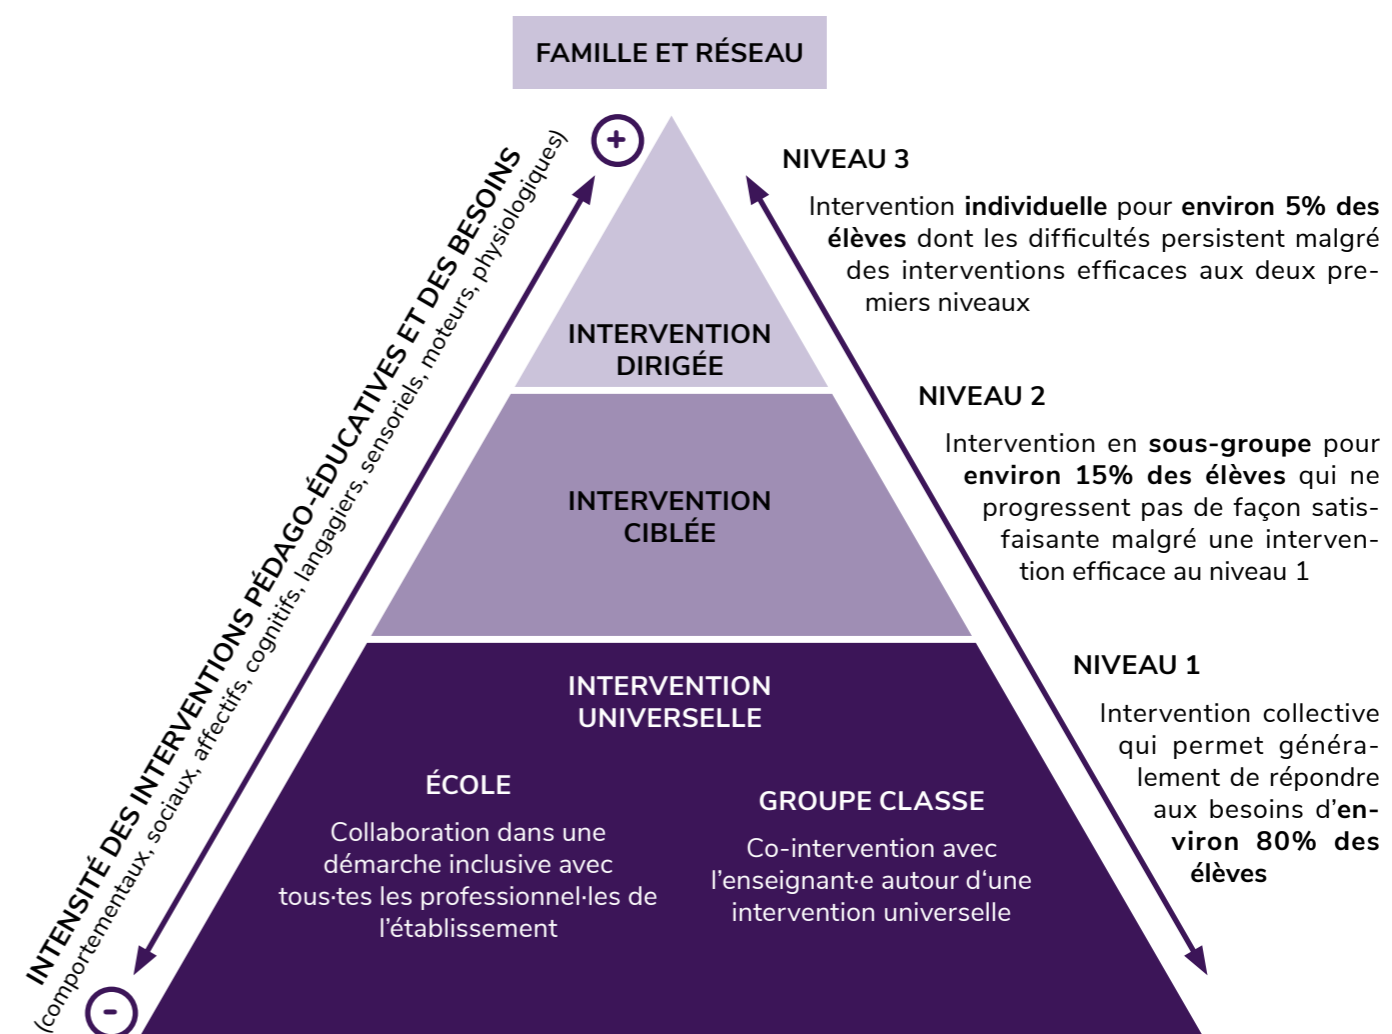 FAMILLE ET RÉSEAU
+
INTENSITÉ DES INTERVENTIONS PÉDAGO-ÉDUCATIVES ET DES BESOINS
(comportementaux, sociaux, affectifs, cognitifs, langagiers, sensoriels, moteurs, physiologiques)
-
NIVEAU 3
Intervention individuelle pour environ 5% des
élèves dont les difficultés persistent malgré
des interventions efficaces aux deux pre-
miers niveaux
INTERVENTION
DIRIGÉE
NIVEAU 2
Intervention en sous-groupe pour
environ 15% des élèves qui ne
progressent pas de façon satis-
faisante malgré une interven-
tion efficace au niveau 1
INTERVENTION
CIBLÉE
NIVEAU 1
Intervention collective
qui permet généra-
lement de répondre
aux besoins d'en-
viron 80% des
élèves
INTERVENTION
UNIVERSELLE
ÉCOLE
Collaboration dans une
démarche inclusive avec
tous·tes les professionnel·les de
l'établissement
GROUPE CLASSE
Co-intervention avec
l'enseignant·e autour d‘une
intervention universelle